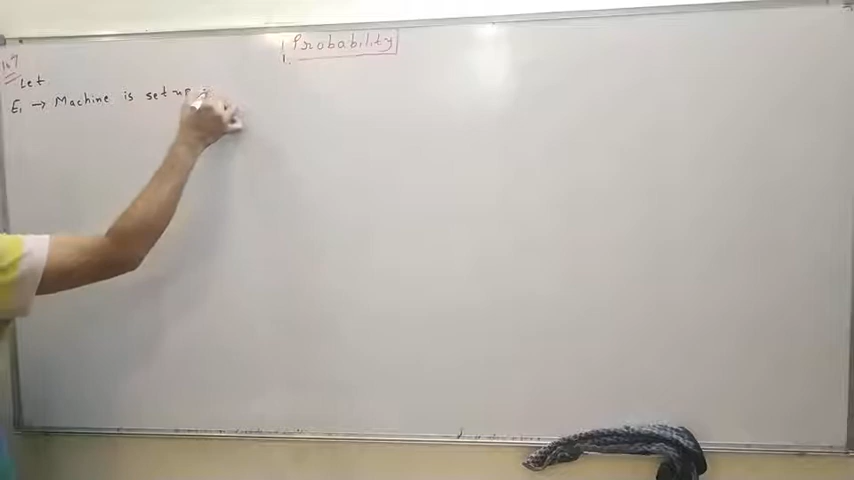 Probability
Let
E₁ → Machine is set up